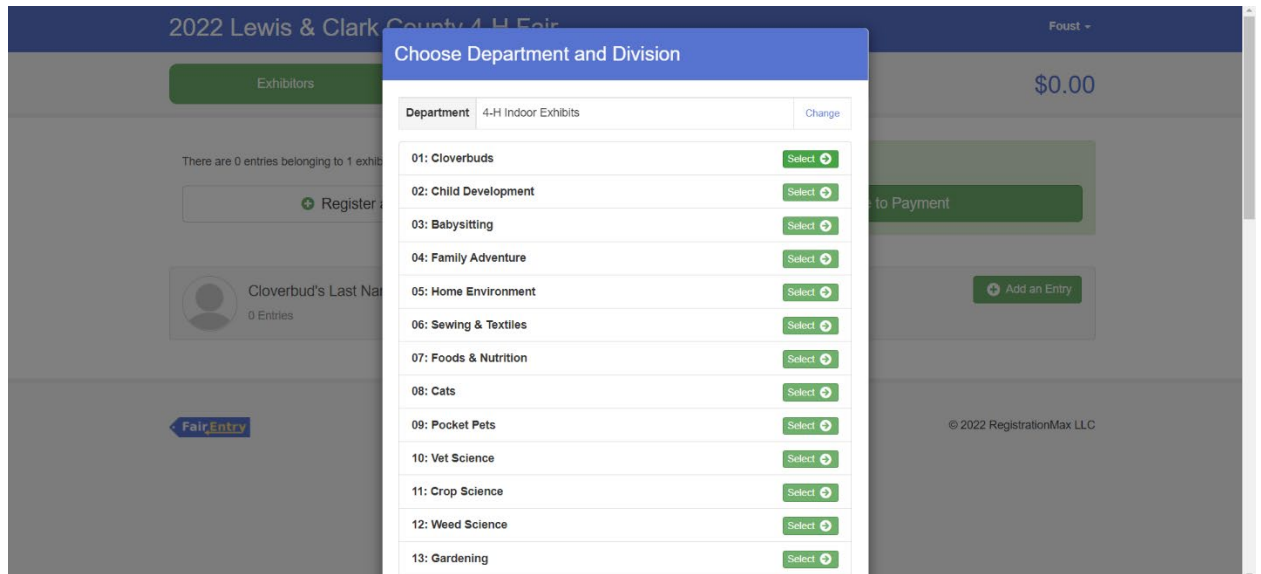 2022 Lewis & Clark County 4-H Fair
Foust
Choose Department and Division
Exhibitors
$0.00
Department 4-H Indoor Exhibits Change
There are 0 entries belonging to 1
01: Cloverbuds Select
02: Child Development Select
Register
to Payment
03: Babysitting Select
04: Family Adventure Select
05: Home Environment Select
Cloverbud's Last
Add an Entry
0 Entries
06: Sewing & Textiles Select
07: Foods & Nutrition Select
08: Cats Select
09: Pocket Pets Select
FairEntry
© 2022 RegistrationMax LLC
10: Vet Science Select
11: Crop Science Select
12: Weed Science Select
13: Gardening Select